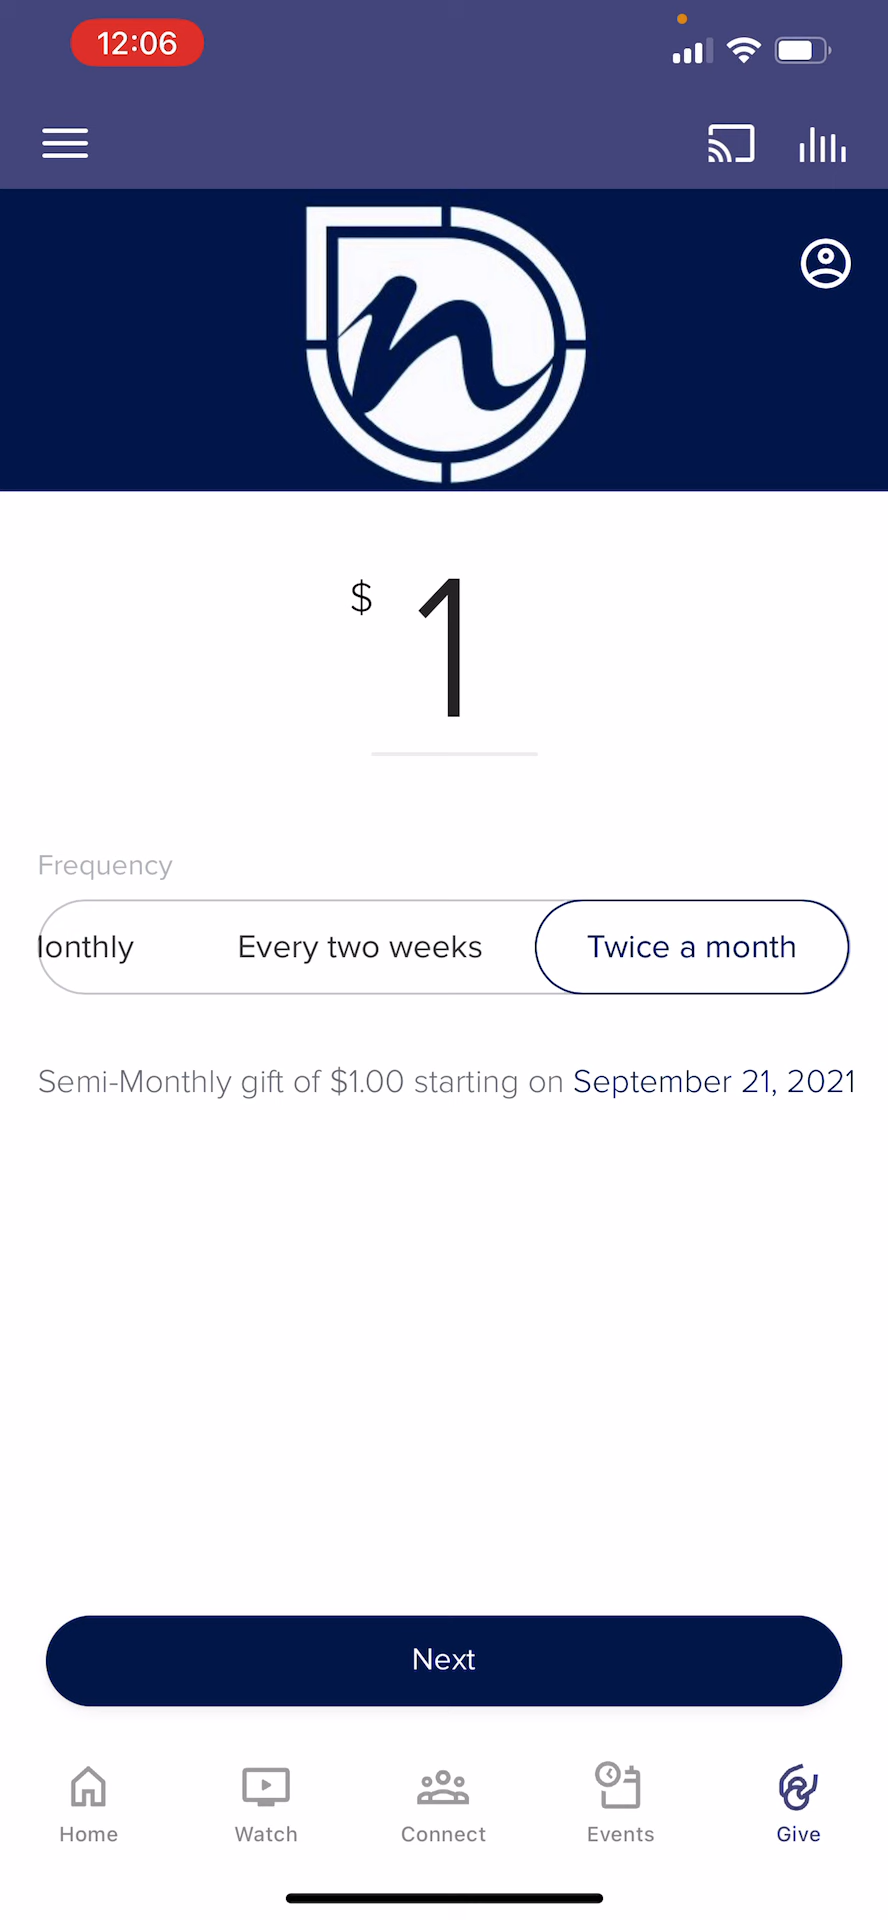 12:06
$ 1
Frequency
lonthly Every two weeks Twice a month
Semi-Monthly gift of $1.00 starting on September 21, 2021
Next
Home Watch Connect Events Give